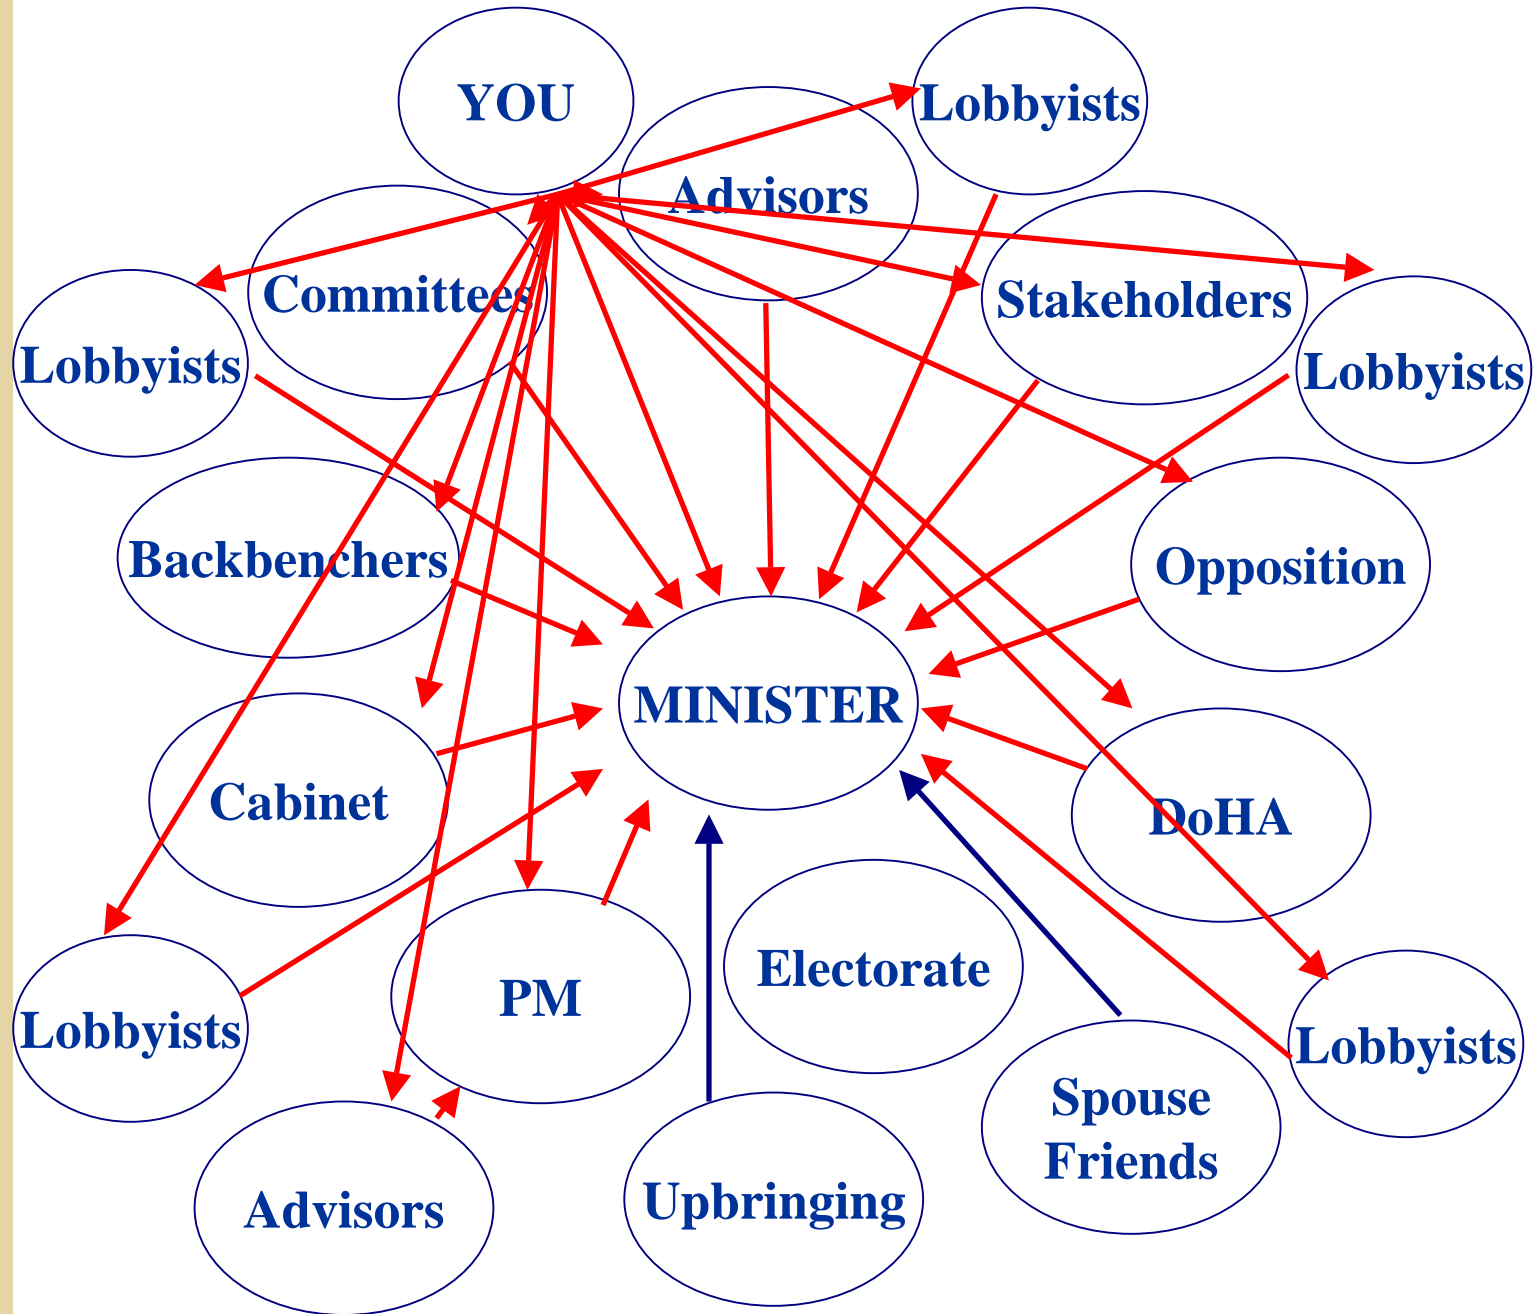 YOU
Lobbyists
Advisors
Committees
Stakeholders
Lobbyists
Lobbyists
Backbenchers
Opposition
MINISTER
Cabinet
DoHA
Electorate
PM
Lobbyists
Lobbyists
Spouse
Friends
Upbringing
Advisors